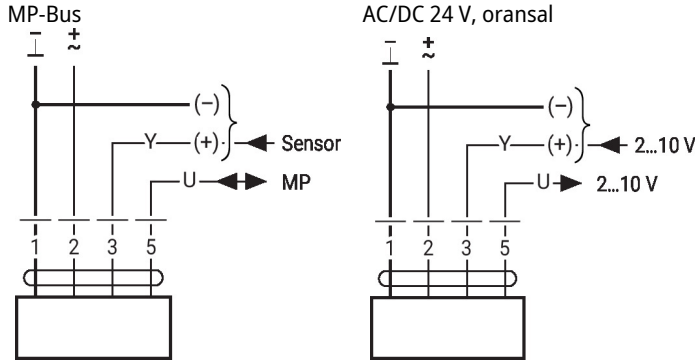 MP-Bus
AC/DC 24 V, oransal
− + ~
− + ~
(−)
Y (+) Sensor
U MP
1 2 3 5
(−)
Y (+) 2...10 V
U 2...10 V
1 2 3 5